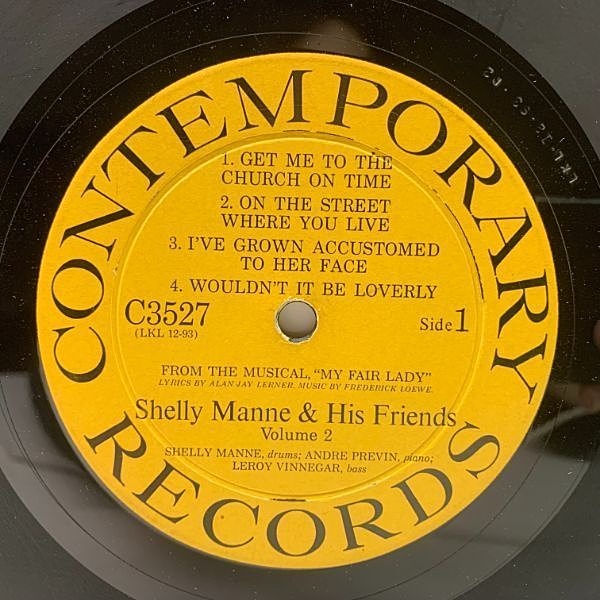 CONTEMPORARY
1. GET ME TO THE
CHURCH ON TIME
2. ON THE STREET
WHERE YOU LIVE
3. I'VE GROWN ACCUSTOMED
TO HER FACE
4. WOULDN'T IT BE LOVERLY
C3527
(LKL 12-93)
Side 1
FROM THE MUSICAL, "MY FAIR LADY"
LYRICS BY ALAN JAY LERNER. MUSIC BY FREDERICK LOEWE.
Shelly Manne & His Friends
Volume 2
SHELLY MANNE, drums; ANDRE PREVIN, piano;
LEROY VINNEGAR, bass
RECORDS